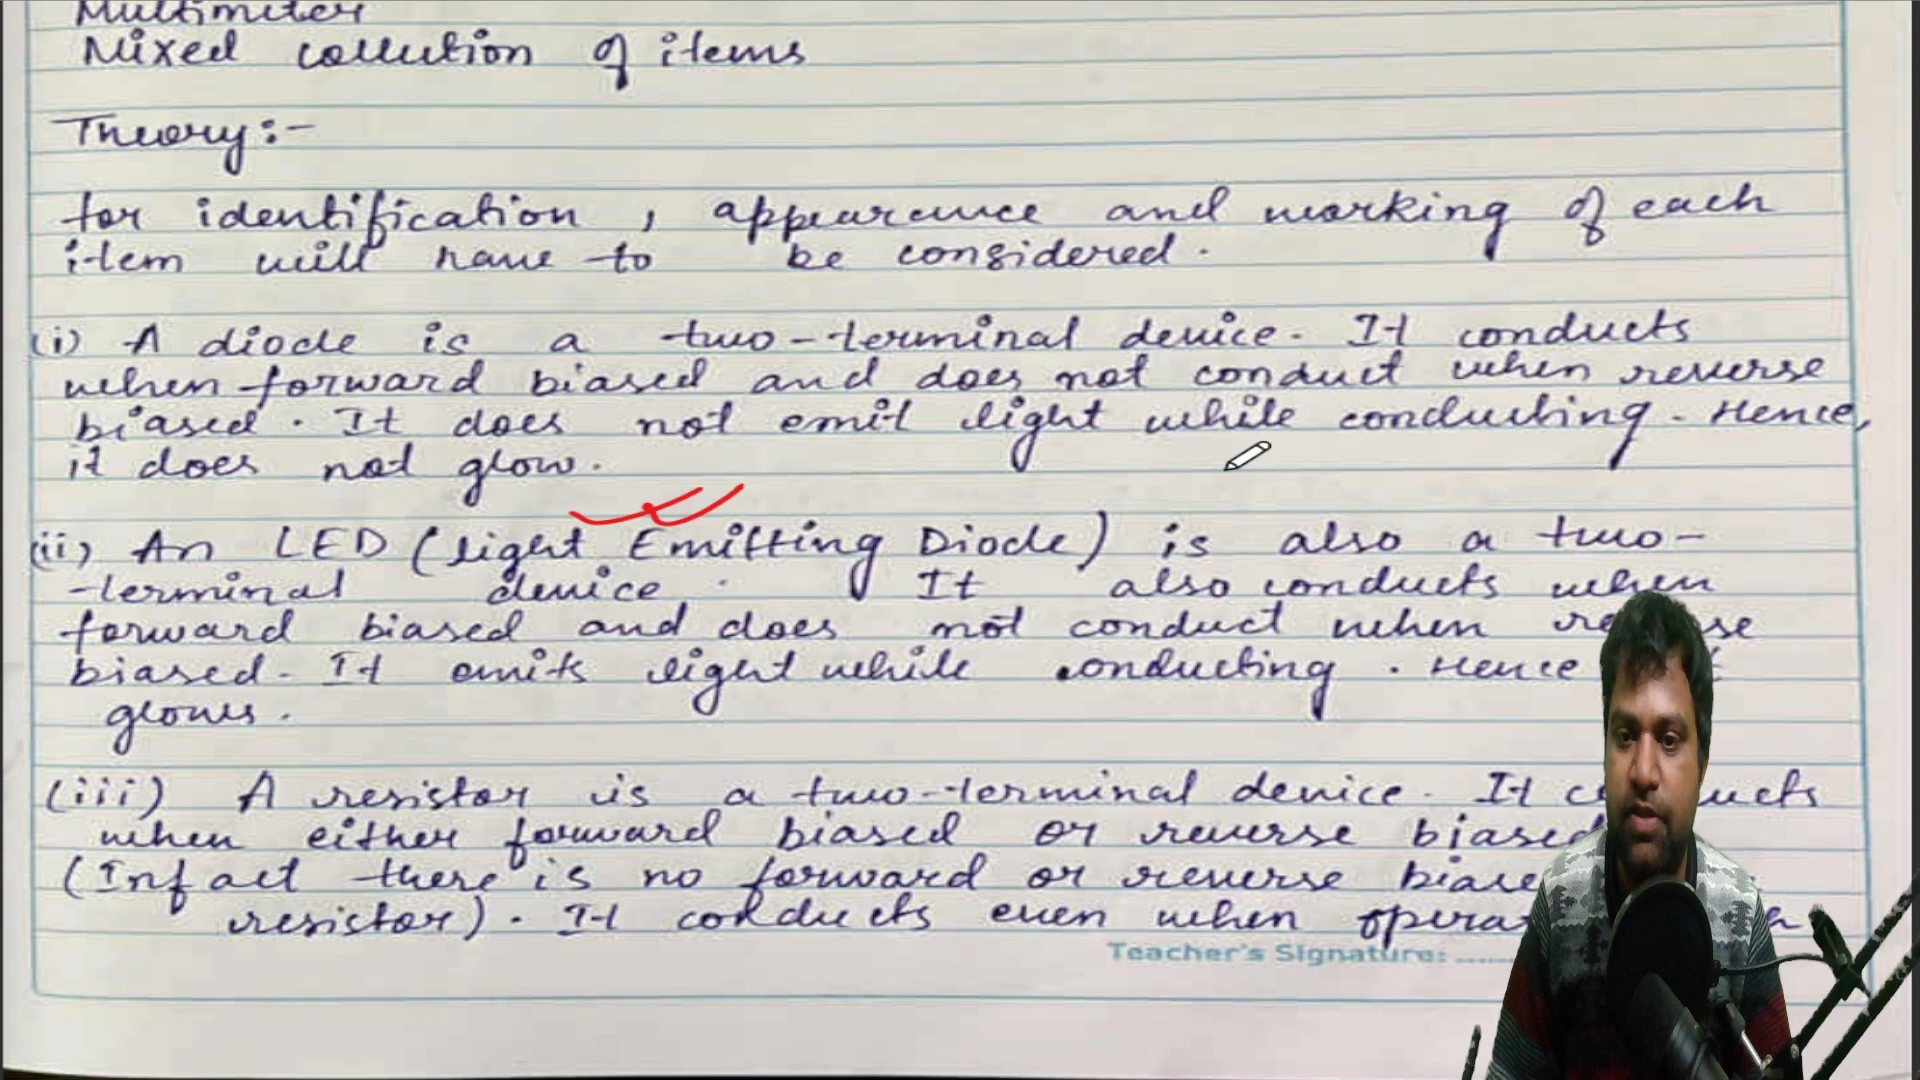 Multimeter
Mixed collection of items
Theory:-
for identification , appearence and working of each
item will have to be considered.
(i) A diode is a two-terminal device. It conducts
when forward biased and does not conduct when reverse
biased. It does not emit light while conducting. Hence,
it does not glow.
(ii) An LED (light Emitting Diode) is also a two-
terminal device. It also conducts when
forward biased and does not conduct when
biased. It emits light while conducting. Hence
glows.
(iii) A resistor is a two-terminal device. It
when either forward biased or reverse biased
(Infact there is no forward or reverse
resistor). It conducts even when
Teacher's Signature: ......